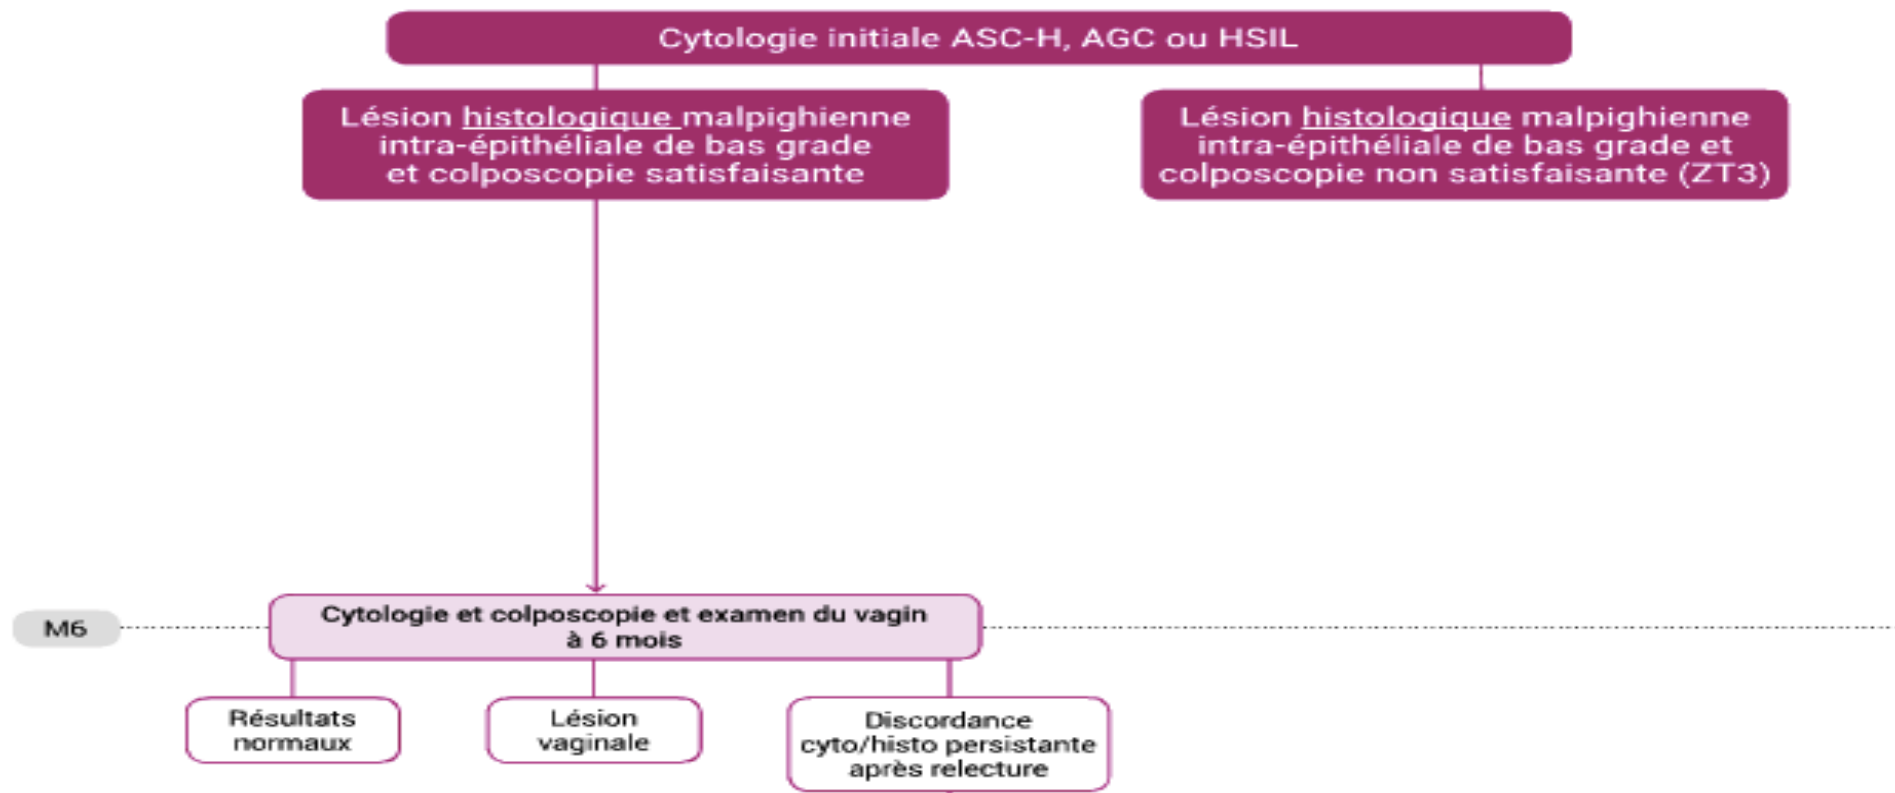 Cytologie initiale ASC-H, AGC ou HSIL
Lésion histologique malpighienne
intra-épithéliale de bas grade
et colposcopie satisfaisante
Lésion histologique malpighienne
intra-épithéliale de bas grade et
colposcopie non satisfaisante (ZT3)
M6
Cytologie et colposcopie et examen du vagin
à 6 mois
Résultats
normaux
Lésion
vaginale
Discordance
cyto/histo persistante
après relecture